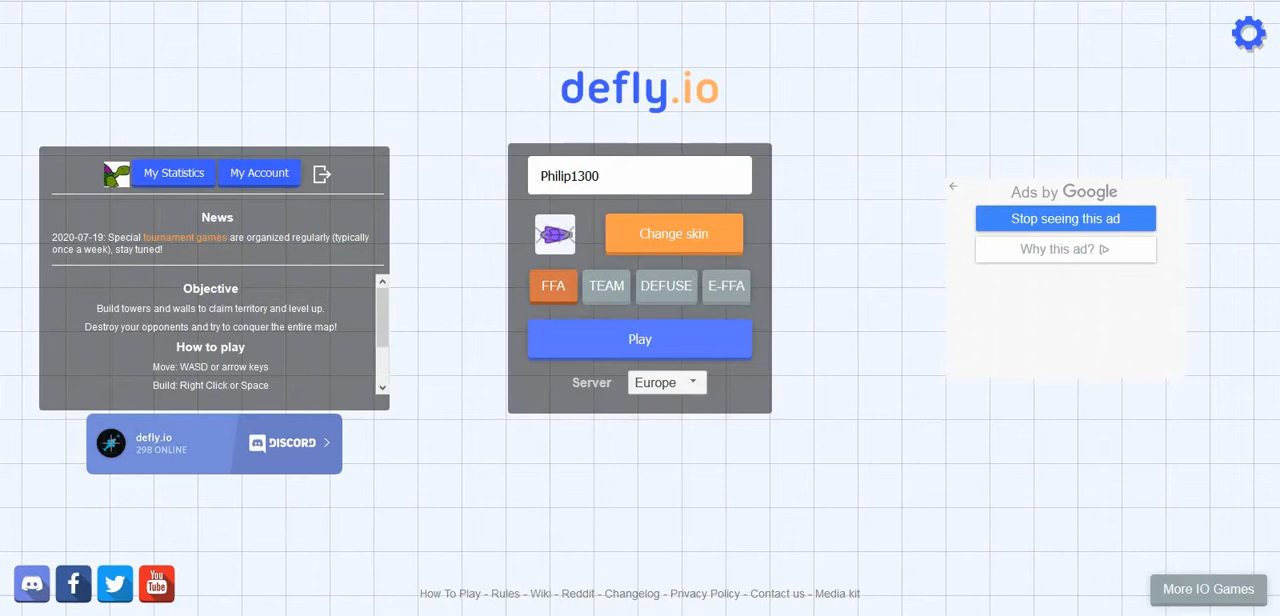 defly.io
My Statistics
My Account
News
2020-07-19: Special tournament games are organized regularly (typically
once a week), stay tuned!
Objective
Build towers and walls to claim territory and level up.
Destroy your opponents and try to conquer the entire map!
How to play
Move: WASD or arrow keys
Build: Right Click or Space
defly.io
298 ONLINE
DISCORD
Philip1300
Change skin
FFA
TEAM
DEFUSE
E-FFA
Play
Server
Europe
Ads by Google
Stop seeing this ad
Why this ad?
You
Tube
How To Play - Rules - Wiki - Reddit - Changelog - Privacy Policy - Contact us - Media kit
More IO Games